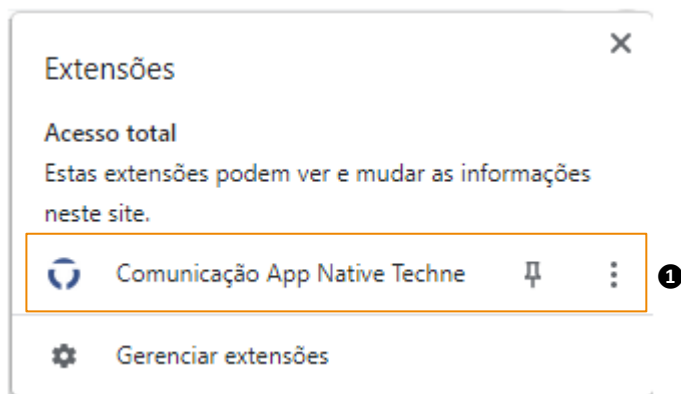 Extensões
Acesso total
Estas extensões podem ver e mudar as informações
neste site.
Comunicação App Native Techne
1
Gerenciar extensões